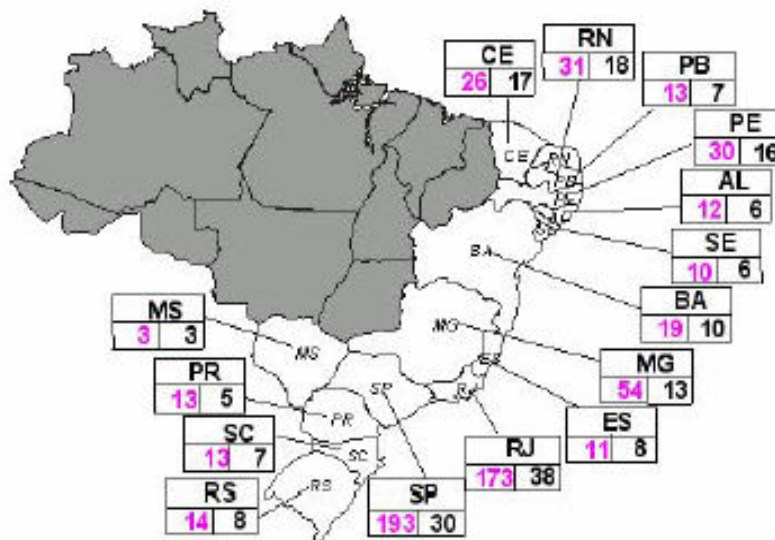 RN
31 18
CE
26 17
PB
13 7
PE
30 16
AL
12 6
SE
10 6
BA
19 10
MG
54 13
ES
11 8
RJ
173 38
SP
193 30
MS
3 3
PR
13 5
SC
13 7
RS
14 8
CE
RN
PB
BA
MG
ES
MS
SP
RJ
PR
SC
RS